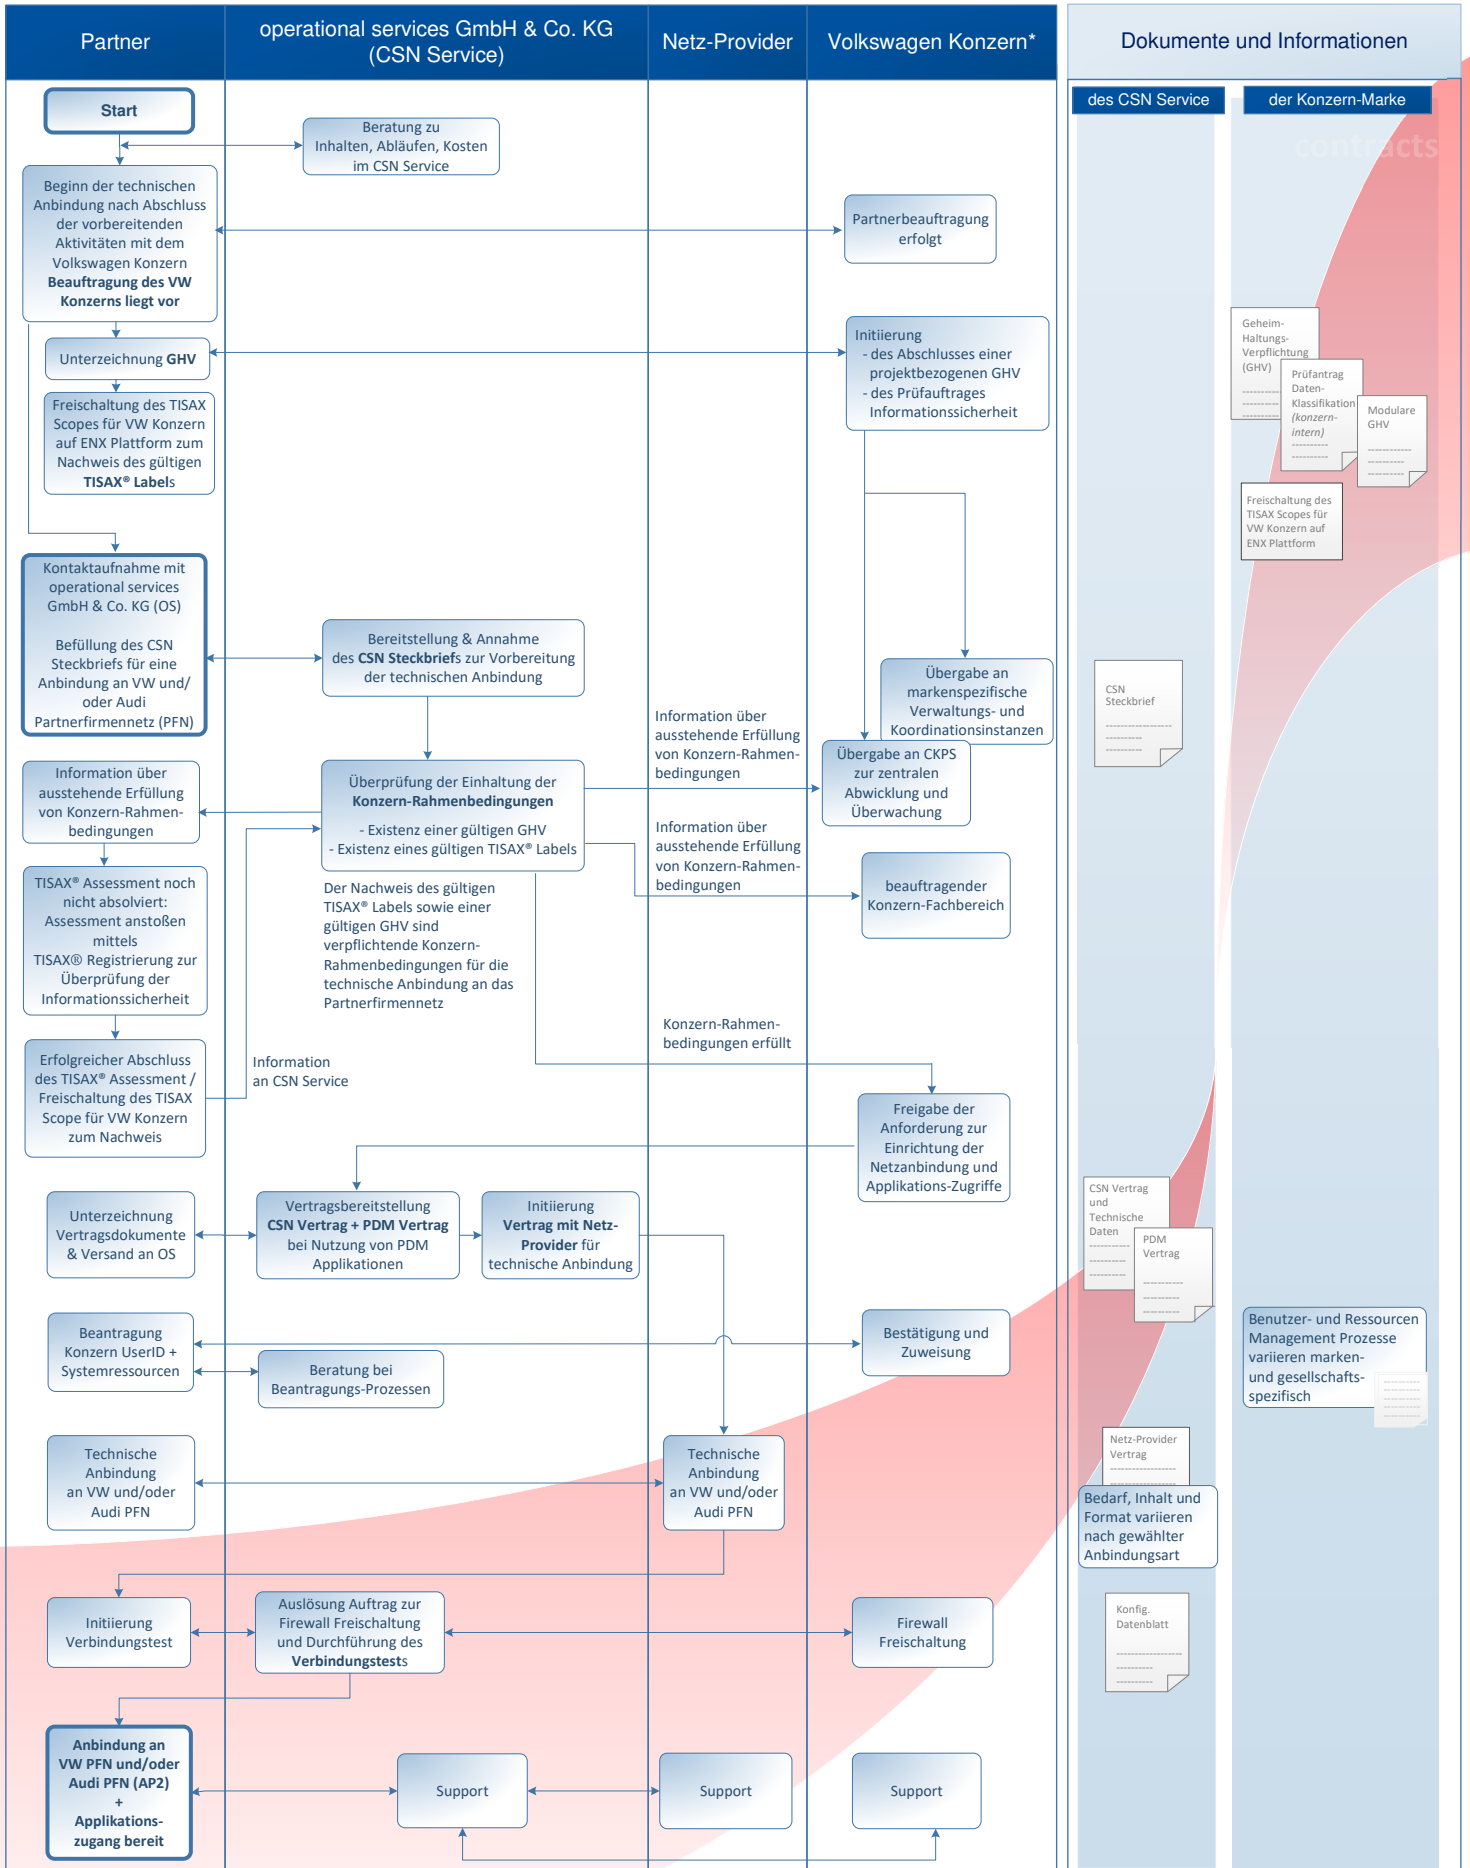 Partner
operational services GmbH & Co. KG
(CSN Service)
Netz-Provider
Volkswagen Konzern*
Dokumente und Informationen
des CSN Service
der Konzern-Marke
contracts
Start
Beratung zu
Inhalten, Abläufen, Kosten
im CSN Service
Beginn der technischen
Anbindung nach Abschluss
der vorbereitenden
Aktivitäten mit dem
Volkswagen Konzern
Beauftragung des VW
Konzerns liegt vor
Partnerbeauftragung
erfolgt
Unterzeichnung GHV
Initiierung
- des Abschlusses einer
projektbezogenen GHV
- des Prüfauftrages
Informationssicherheit
Geheim-
Haltungs-
Verpflichtung
(GHV)
----------
----------
----------
Prüfantrag
Daten-
Klassifikation
(konzern-
intern)
----------
----------
Modulare
GHV
------------
----------
----------
Freischaltung des TISAX
Scopes für VW Konzern
auf ENX Plattform zum
Nachweis des gültigen
TISAX® Labels
Freischaltung des
TISAX Scopes für
VW Konzern auf
ENX Plattform
Kontaktaufnahme mit
operational services
GmbH & Co. KG (OS)
Befüllung des CSN
Steckbriefs für eine
Anbindung an VW und/
oder Audi
Partnerfirmennetz (PFN)
Bereitstellung & Annahme
des CSN Steckbriefs zur Vorbereitung
der technischen Anbindung
Übergabe an
markenspezifische
Verwaltungs- und
Koordinationsinstanzen
CSN
Steckbrief
------------------
----------
----------
Information über
ausstehende Erfüllung
von Konzern-Rahmen-
bedingungen
Übergabe an CKPS
zur zentralen
Abwicklung und
Überwachung
Information über
ausstehende Erfüllung
von Konzern-Rahmen-
bedingungen
Überprüfung der Einhaltung der
Konzern-Rahmenbedingungen
- Existenz einer gültigen GHV
- Existenz eines gültigen TISAX® Labels
Information über
ausstehende Erfüllung
von Konzern-Rahmen-
bedingungen
beauftragender
Konzern-Fachbereich
TISAX® Assessment noch
nicht absolviert:
Assessment anstoßen
mittels
TISAX® Registrierung zur
Überprüfung der
Informationssicherheit
Der Nachweis des gültigen
TISAX® Labels sowie einer
gültigen GHV sind
verpflichtende Konzern-
Rahmenbedingungen für die
technische Anbindung an das
Partnerfirmennetz
Konzern-Rahmen-
bedingungen erfüllt
Erfolgreicher Abschluss
des TISAX® Assessment /
Freischaltung des TISAX
Scope für VW Konzern
zum Nachweis
Information
an CSN Service
Freigabe der
Anforderung zur
Einrichtung der
Netzanbindung und
Applikations-Zugriffe
Unterzeichnung
Vertragsdokumente
& Versand an OS
Vertragsbereitstellung
CSN Vertrag + PDM Vertrag
bei Nutzung von PDM
Applikationen
Initiierung
Vertrag mit Netz-
Provider für
technische Anbindung
CSN Vertrag
und
Technische
Daten
-----------
----------
----------
PDM
Vertrag
-----------
----------
----------
Beantragung
Konzern UserID +
Systemressourcen
Beratung bei
Beantragungs-Prozessen
Bestätigung und
Zuweisung
Benutzer- und Ressourcen
Management Prozesse
variieren marken-
und gesellschafts-
spezifisch
Technische
Anbindung
an VW und/oder
Audi PFN
Technische
Anbindung
an VW und/oder
Audi PFN
Netz-Provider
Vertrag
------------------
------------------
Bedarf, Inhalt und
Format variieren
nach gewählter
Anbindungsart
Initiierung
Verbindungstest
Auslösung Auftrag zur
Firewall Freischaltung
und Durchführung des
Verbindungstests
Firewall
Freischaltung
Konfig.
Datenblatt
------------------
----------
----------
Anbindung an
VW PFN und/oder
Audi PFN (AP2)
+
Applikations-
zugang bereit
Support
Support
Support